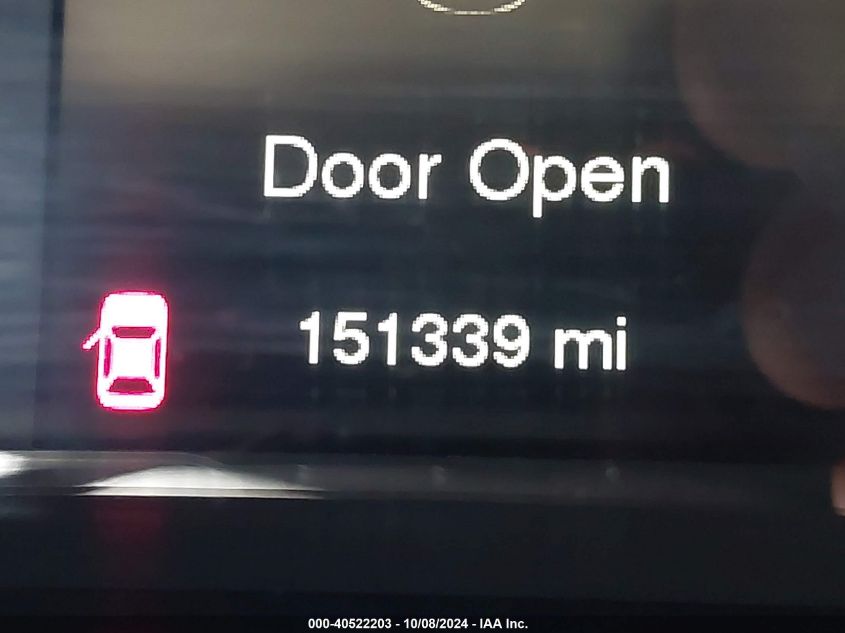 Door Open
151339 mi
000-40522203 - 10/08/2024 - IAA Inc.